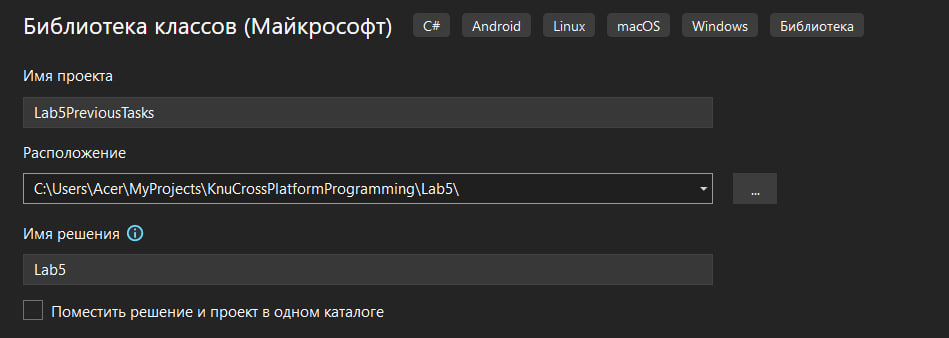 Библиотека классов (Майкрософт) C# Android Linux macOS Windows Библиотека
Имя проекта
Lab5PreviousTasks
Расположение
C:\Users\Acer\MyProjects\KnuCrossPlatformProgramming\Lab5\ ...
Имя решения
Lab5
Поместить решение и проект в одном каталоге